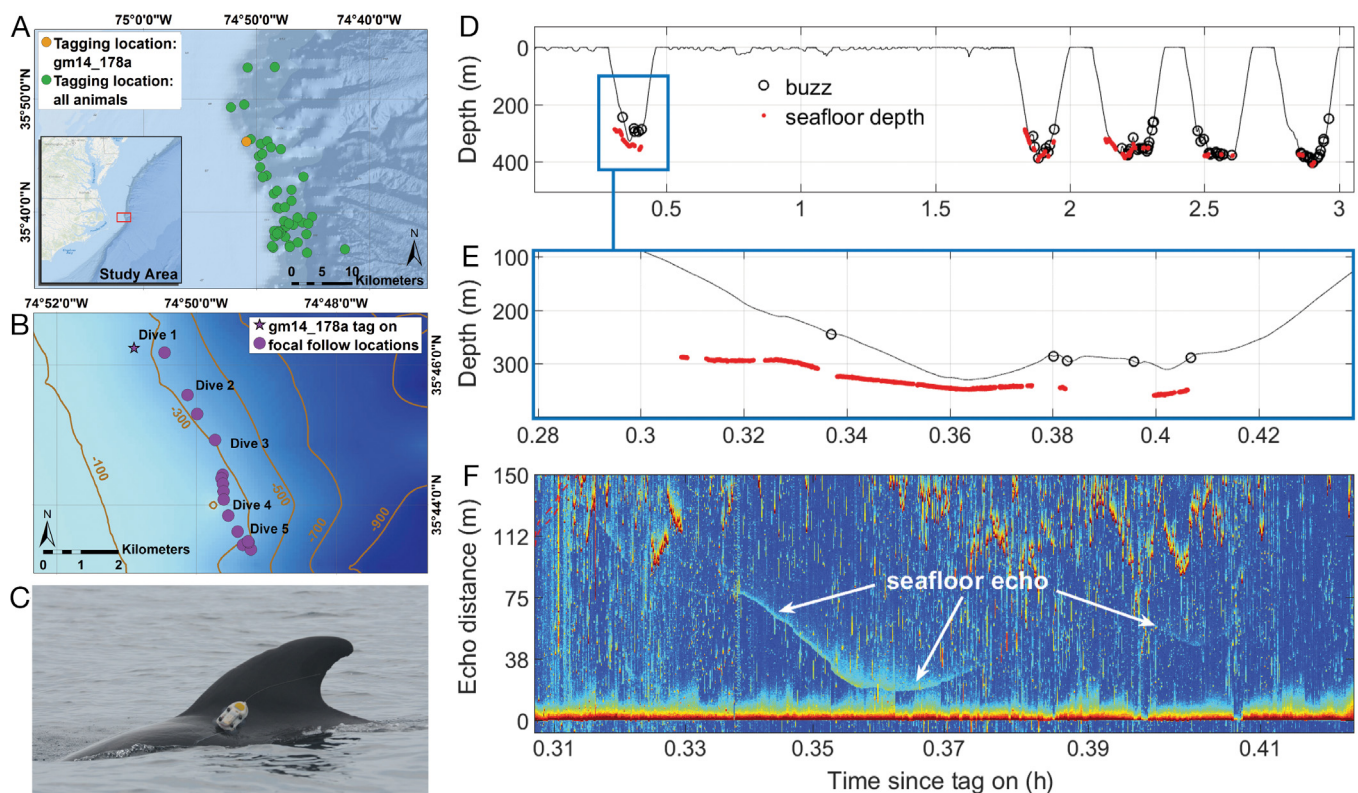 A
75°0'0"W 74°50'0"W 74°40'0"W
Tagging location:
gm14_178a
Tagging location:
all animals
35°50'0"N
35°40'0"N
Study Area
N
0 5 10
Kilometers
B
74°52'0"W 74°50'0"W 74°48'0"W
gm14_178a tag on
focal follow locations
Dive 1
Dive 2
Dive 3
Dive 4
Dive 5
-100
-300
-500
-700
-900
35°46'0"N
35°44'0"N
N
Kilometers
0 1 2
C
D
Depth (m)
0
200
400
buzz
seafloor depth
0.5 1 1.5 2 2.5 3
E
Depth (m)
100
200
300
0.28 0.3 0.32 0.34 0.36 0.38 0.4 0.42
F
Echo distance (m)
150
112
75
38
0
seafloor echo
0.31 0.33 0.35 0.37 0.39 0.41
Time since tag on (h)